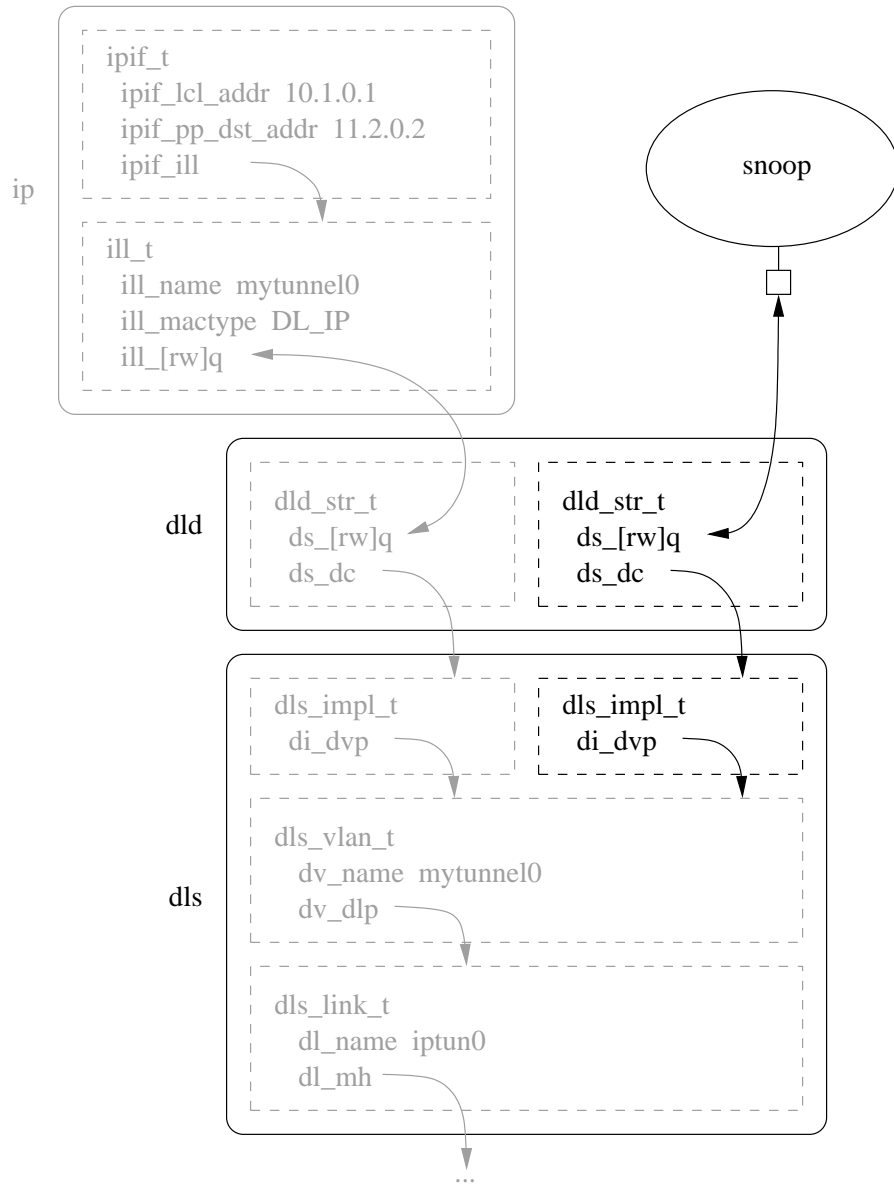 ipif_t
ipif_lcl_addr 10.1.0.1
ipif_pp_dst_addr 11.2.0.2
ipif_ill
ip
ill_t
ill_name mytunnel0
ill_mactype DL_IP
ill_[rw]q
snoop
dld
dld_str_t
ds_[rw]q
ds_dc
dld_str_t
ds_[rw]q
ds_dc
dls_impl_t
di_dvp
dls_impl_t
di_dvp
dls
dls_vlan_t
dv_name mytunnel0
dv_dlp
dls_link_t
dl_name iptun0
dl_mh
...